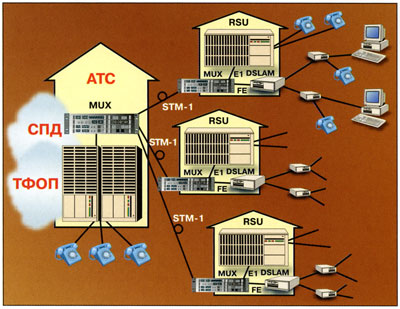 АТС
MUX
СПД
ТФОП
STM-1
STM-1
STM-1
RSU
MUX E1 DSLAM
FE
RSU
MUX E1 DSLAM
FE
RSU
MUX E1 DSLAM
FE